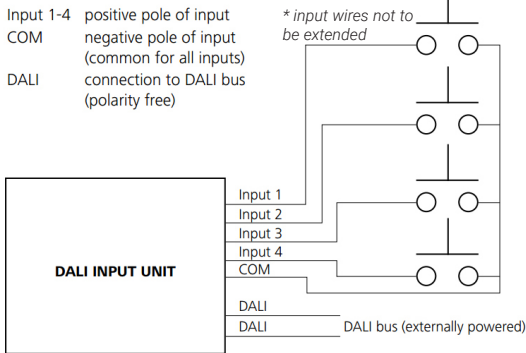 Input 1-4 positive pole of input
COM negative pole of input
(common for all inputs)
DALI connection to DALI bus
(polarity free)
* input wires not to
be extended
Input 1
Input 2
Input 3
Input 4
COM
DALI INPUT UNIT
DALI
DALI DALI bus (externally powered)